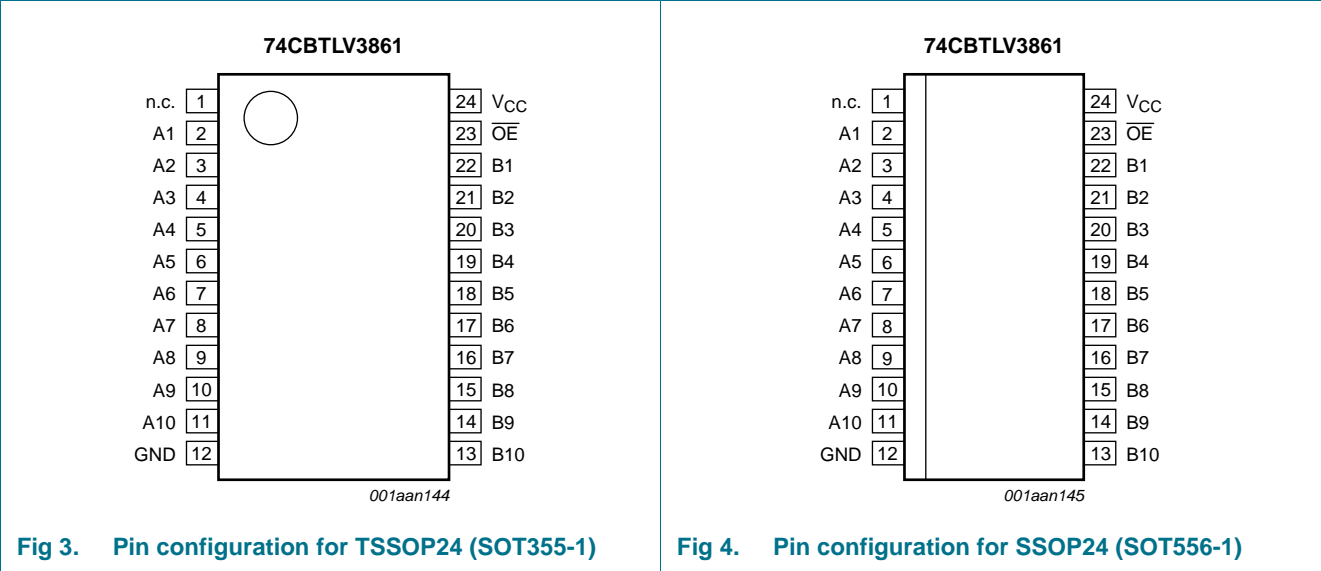 74CBTLV3861
n.c. 1 24 VCC
A1 2 23 OE
A2 3 22 B1
A3 4 21 B2
A4 5 20 B3
A5 6 19 B4
A6 7 18 B5
A7 8 17 B6
A8 9 16 B7
A9 10 15 B8
A10 11 14 B9
GND 12 13 B10
001aan144
Fig 3. Pin configuration for TSSOP24 (SOT355-1)
74CBTLV3861
n.c. 1 24 VCC
A1 2 23 OE
A2 3 22 B1
A3 4 21 B2
A4 5 20 B3
A5 6 19 B4
A6 7 18 B5
A7 8 17 B6
A8 9 16 B7
A9 10 15 B8
A10 11 14 B9
GND 12 13 B10
001aan145
Fig 4. Pin configuration for SSOP24 (SOT556-1)